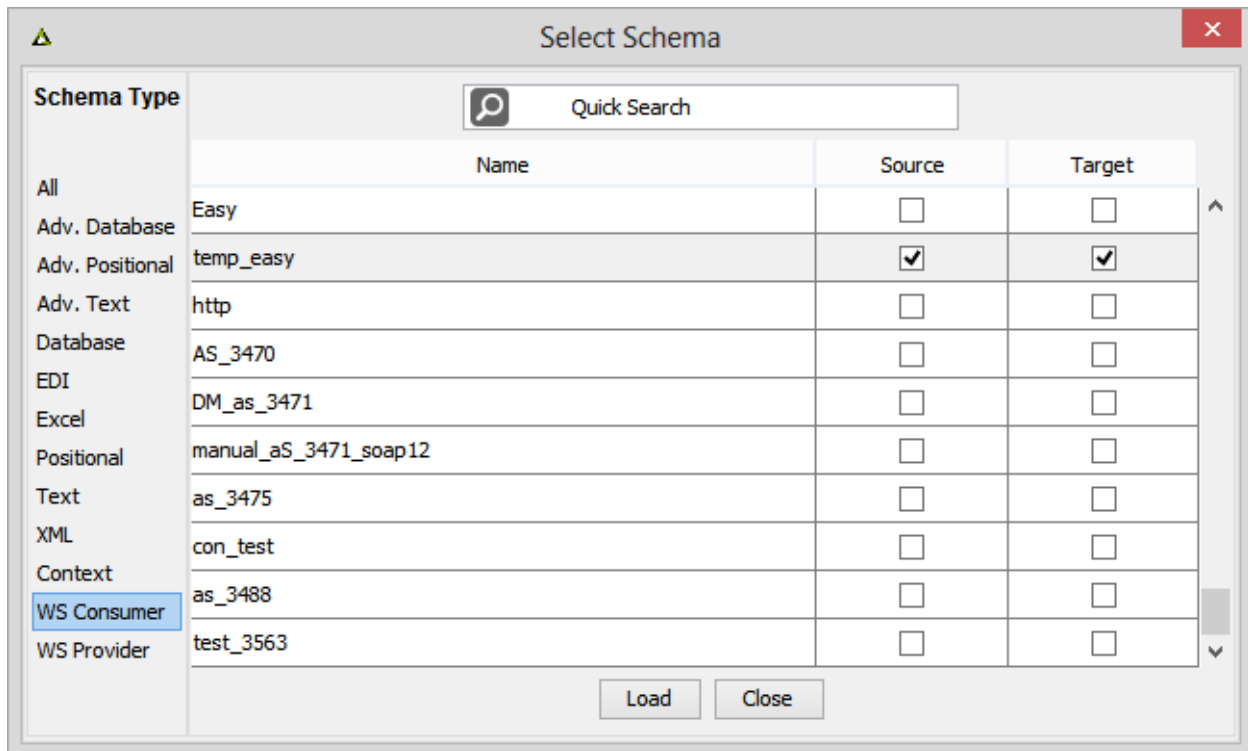 Select Schema
Schema Type
All
Adv. Database
Adv. Positional
Adv. Text
Database
EDI
Excel
Positional
Text
XML
Context
WS Consumer
WS Provider
Quick Search
Name Source Target
Easy
temp_easy
http
AS_3470
DM_as_3471
manual_aS_3471_soap12
as_3475
con_test
as_3488
test_3563
Load Close